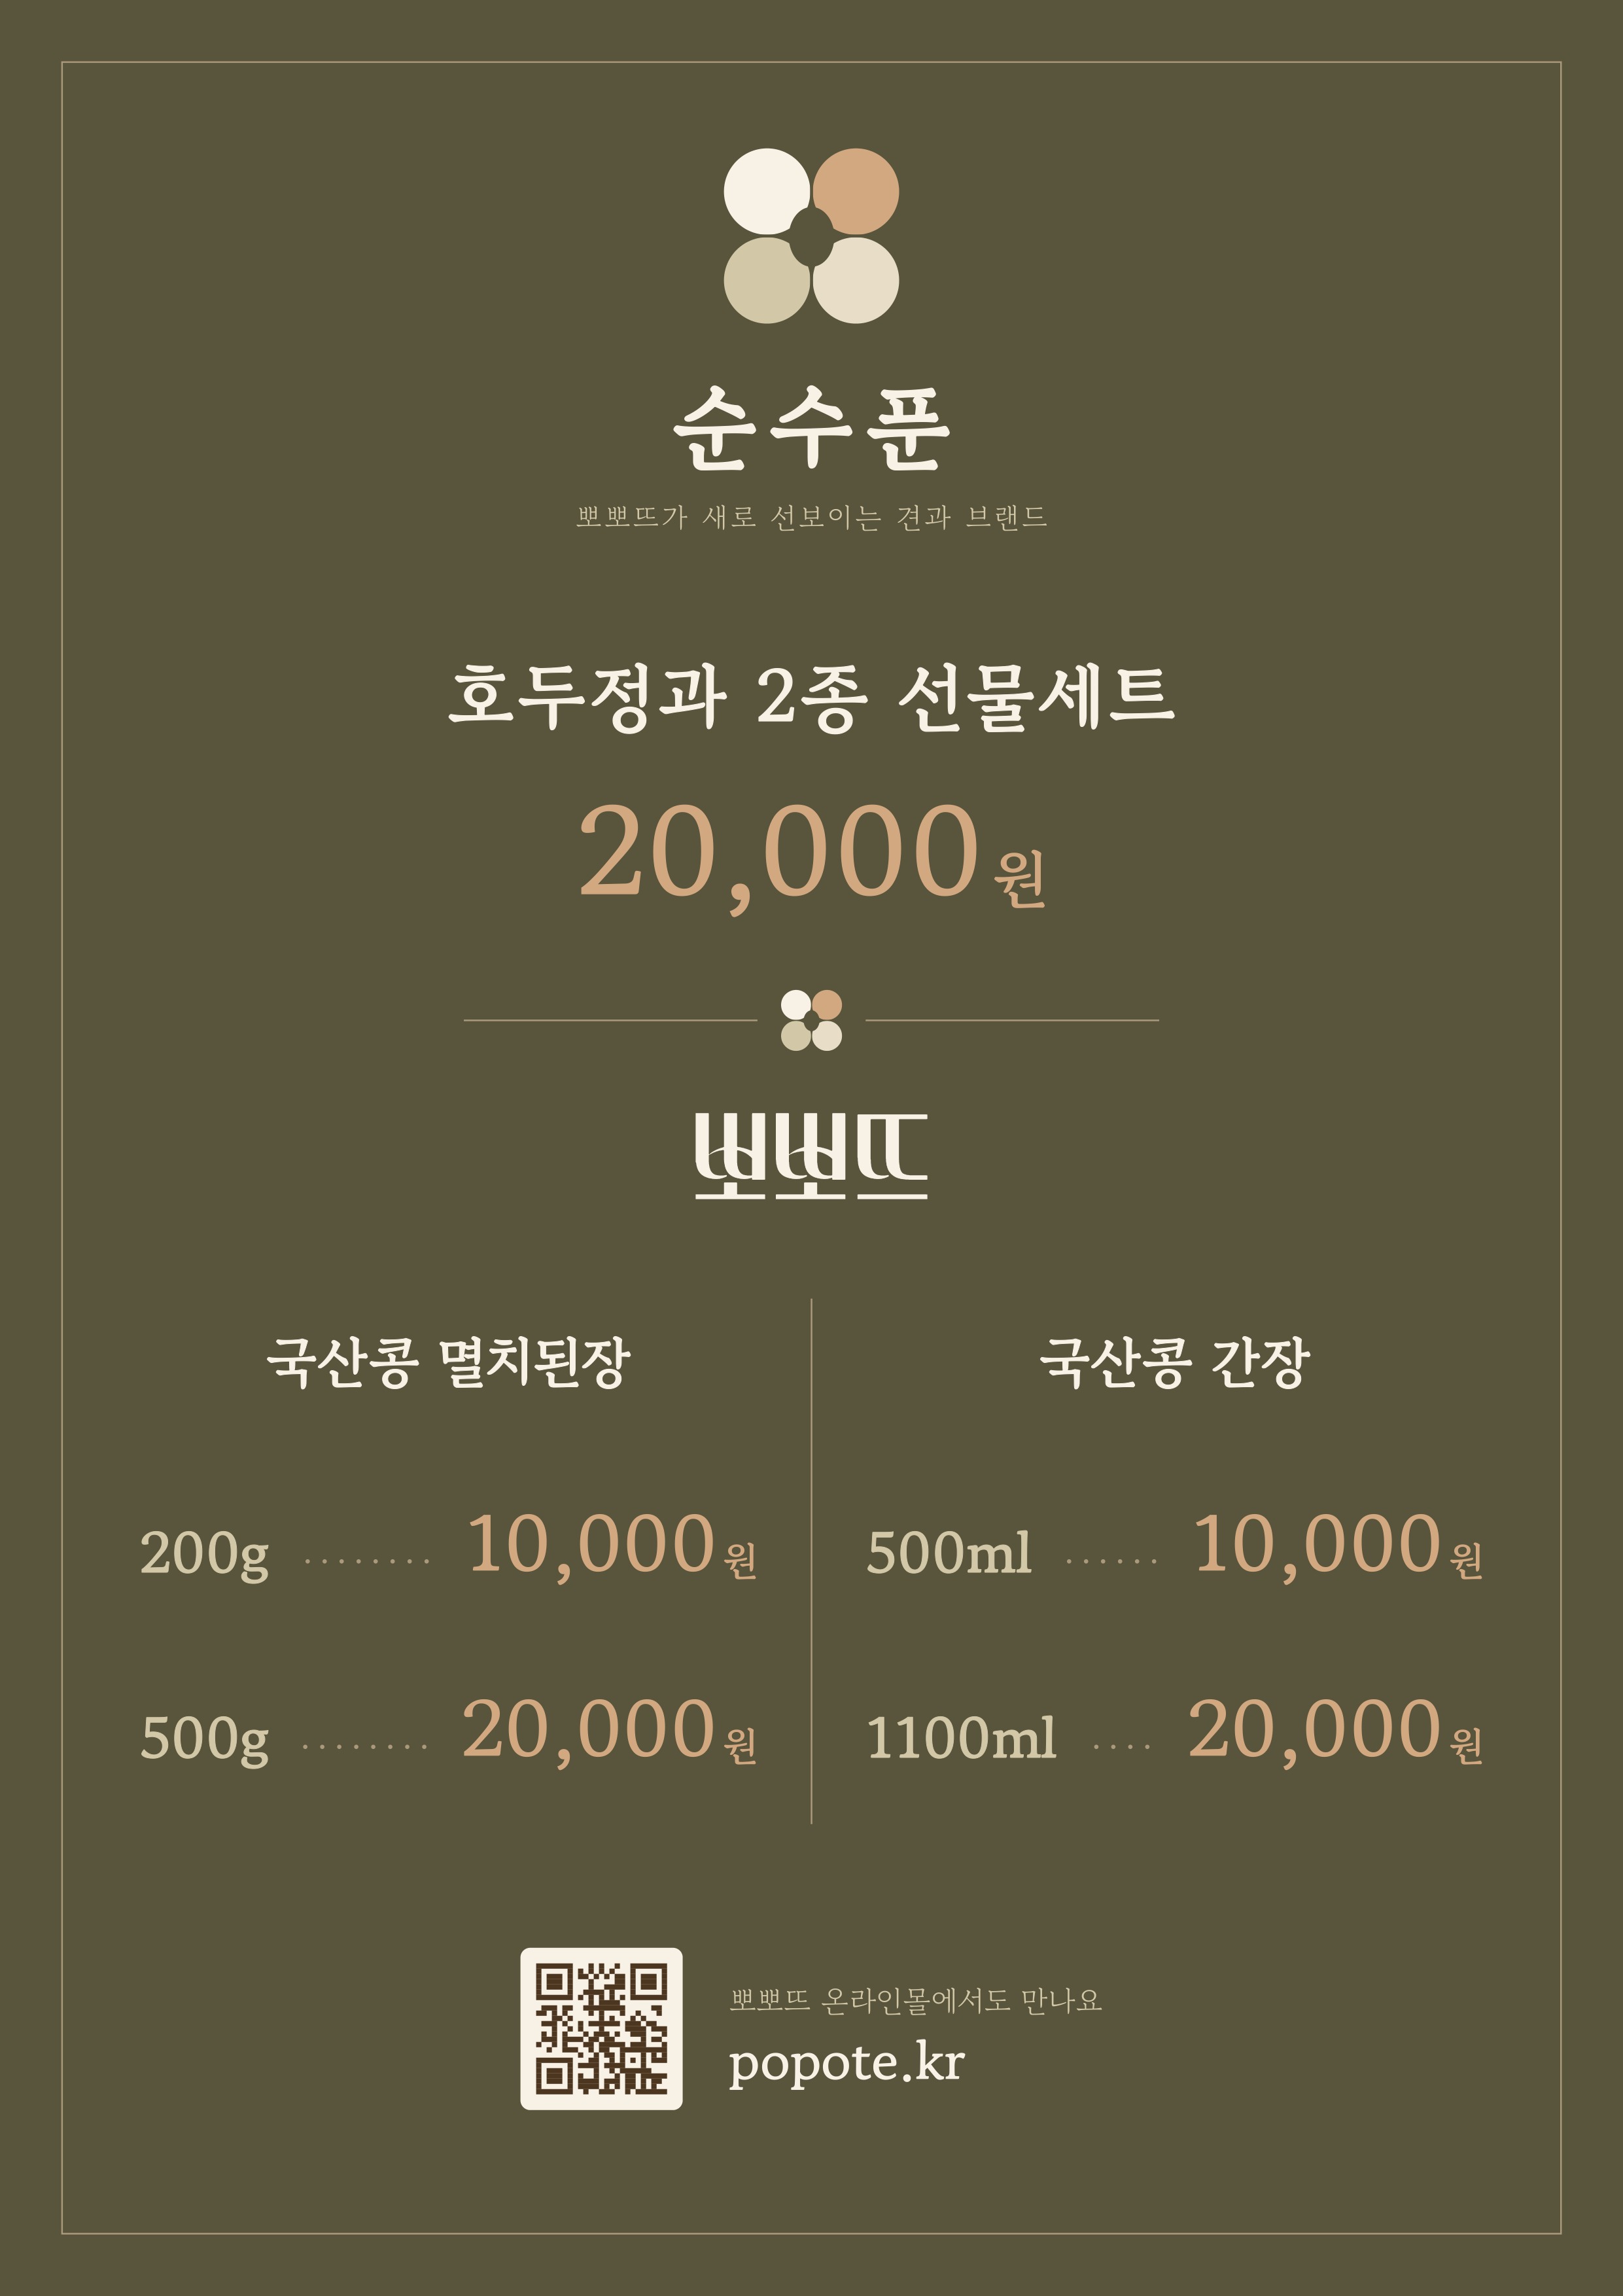 순수푼
뽀뽀뜨가 새로 선보이는 견과 브랜드
호두정과 2종 선물세트
20,000원
뽀뽀뜨
국산콩 멸치된장
200g ········ 10,000원
500g ········ 20,000원
국산콩 간장
500ml ······ 10,000원
1100ml ···· 20,000원
뽀뽀뜨 온라인몰에서도 만나요
popote.kr